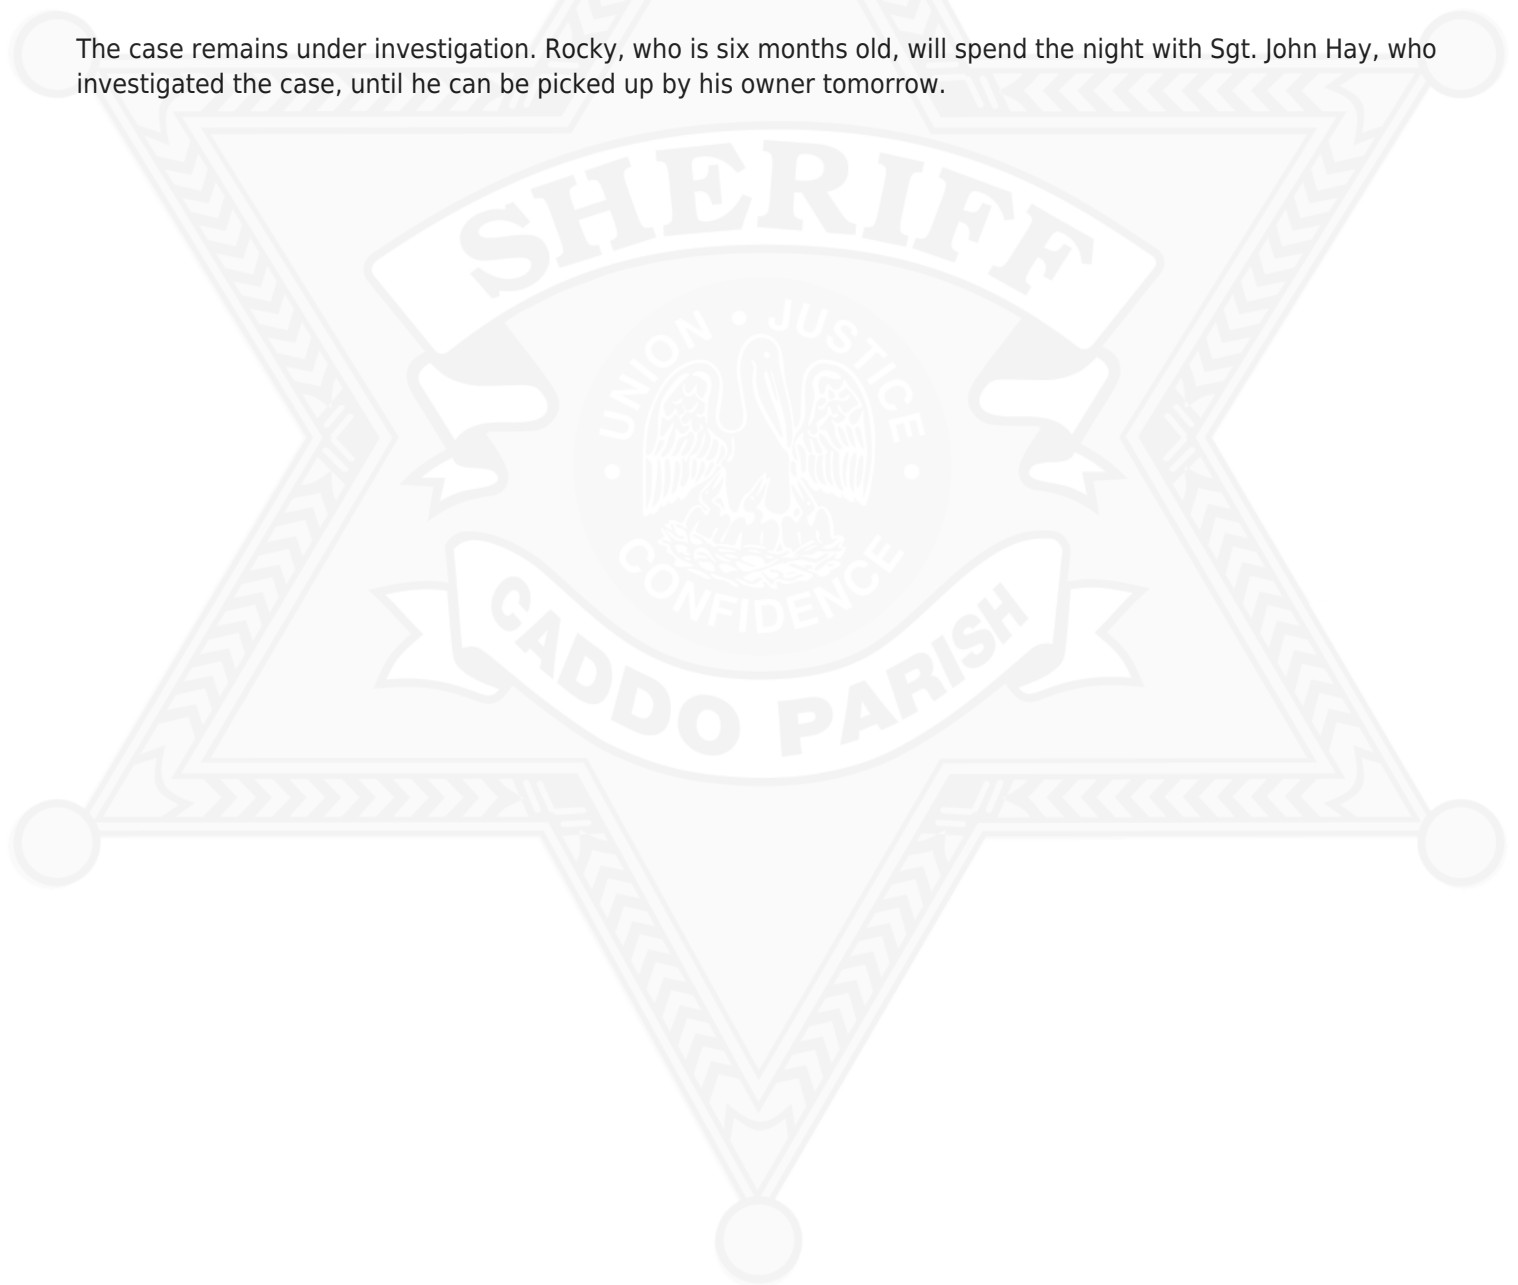 The case remains under investigation. Rocky, who is six months old, will spend the night with Sgt. John Hay, who
investigated the case, until he can be picked up by his owner tomorrow.
SHERIFF
UNION • JUSTICE
• CONFIDENCE •
CADDO PARISH